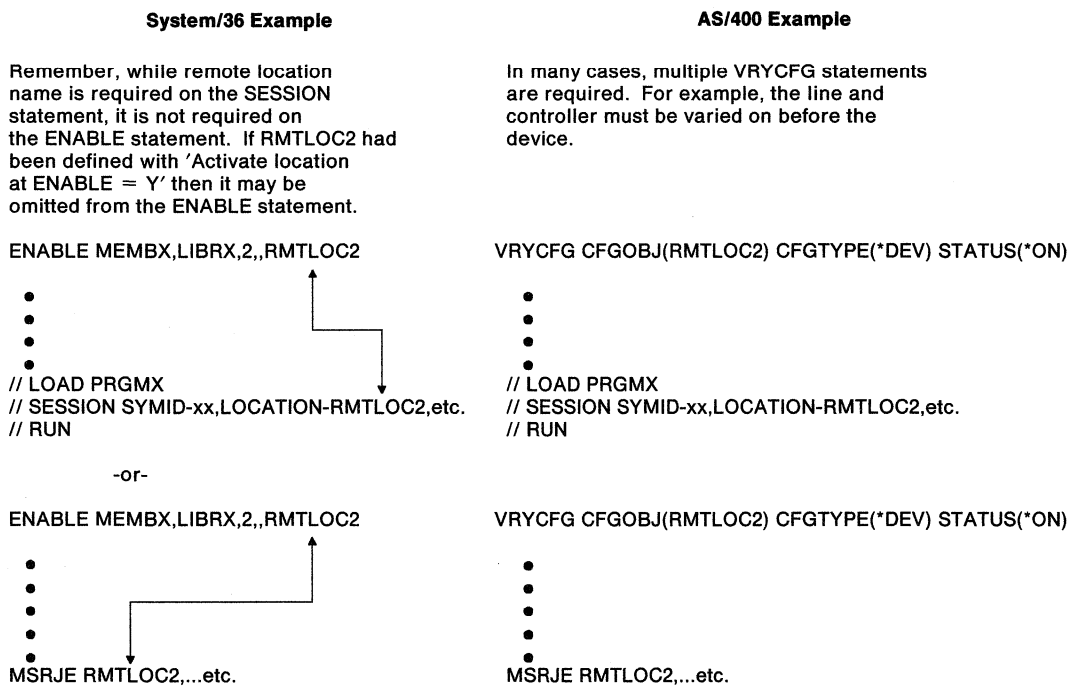 System/36 Example
Remember, while remote location
name is required on the SESSION
statement, it is not required on
the ENABLE statement. If RMTLOC2 had
been defined with 'Activate location
at ENABLE = Y' then it may be
omitted from the ENABLE statement.
ENABLE MEMBX,LIBRX,2,,RMTLOC2
// LOAD PRGMX
// SESSION SYMID-xx,LOCATION-RMTLOC2,etc.
// RUN
-or-
ENABLE MEMBX,LIBRX,2,,RMTLOC2
MSRJE RMTLOC2,...etc.
AS/400 Example
In many cases, multiple VRYCFG statements
are required. For example, the line and
controller must be varied on before the
device.
VRYCFG CFGOBJ(RMTLOC2) CFGTYPE(*DEV) STATUS(*ON)
// LOAD PRGMX
// SESSION SYMID-xx,LOCATION-RMTLOC2,etc.
// RUN
VRYCFG CFGOBJ(RMTLOC2) CFGTYPE(*DEV) STATUS(*ON)
MSRJE RMTLOC2,...etc.